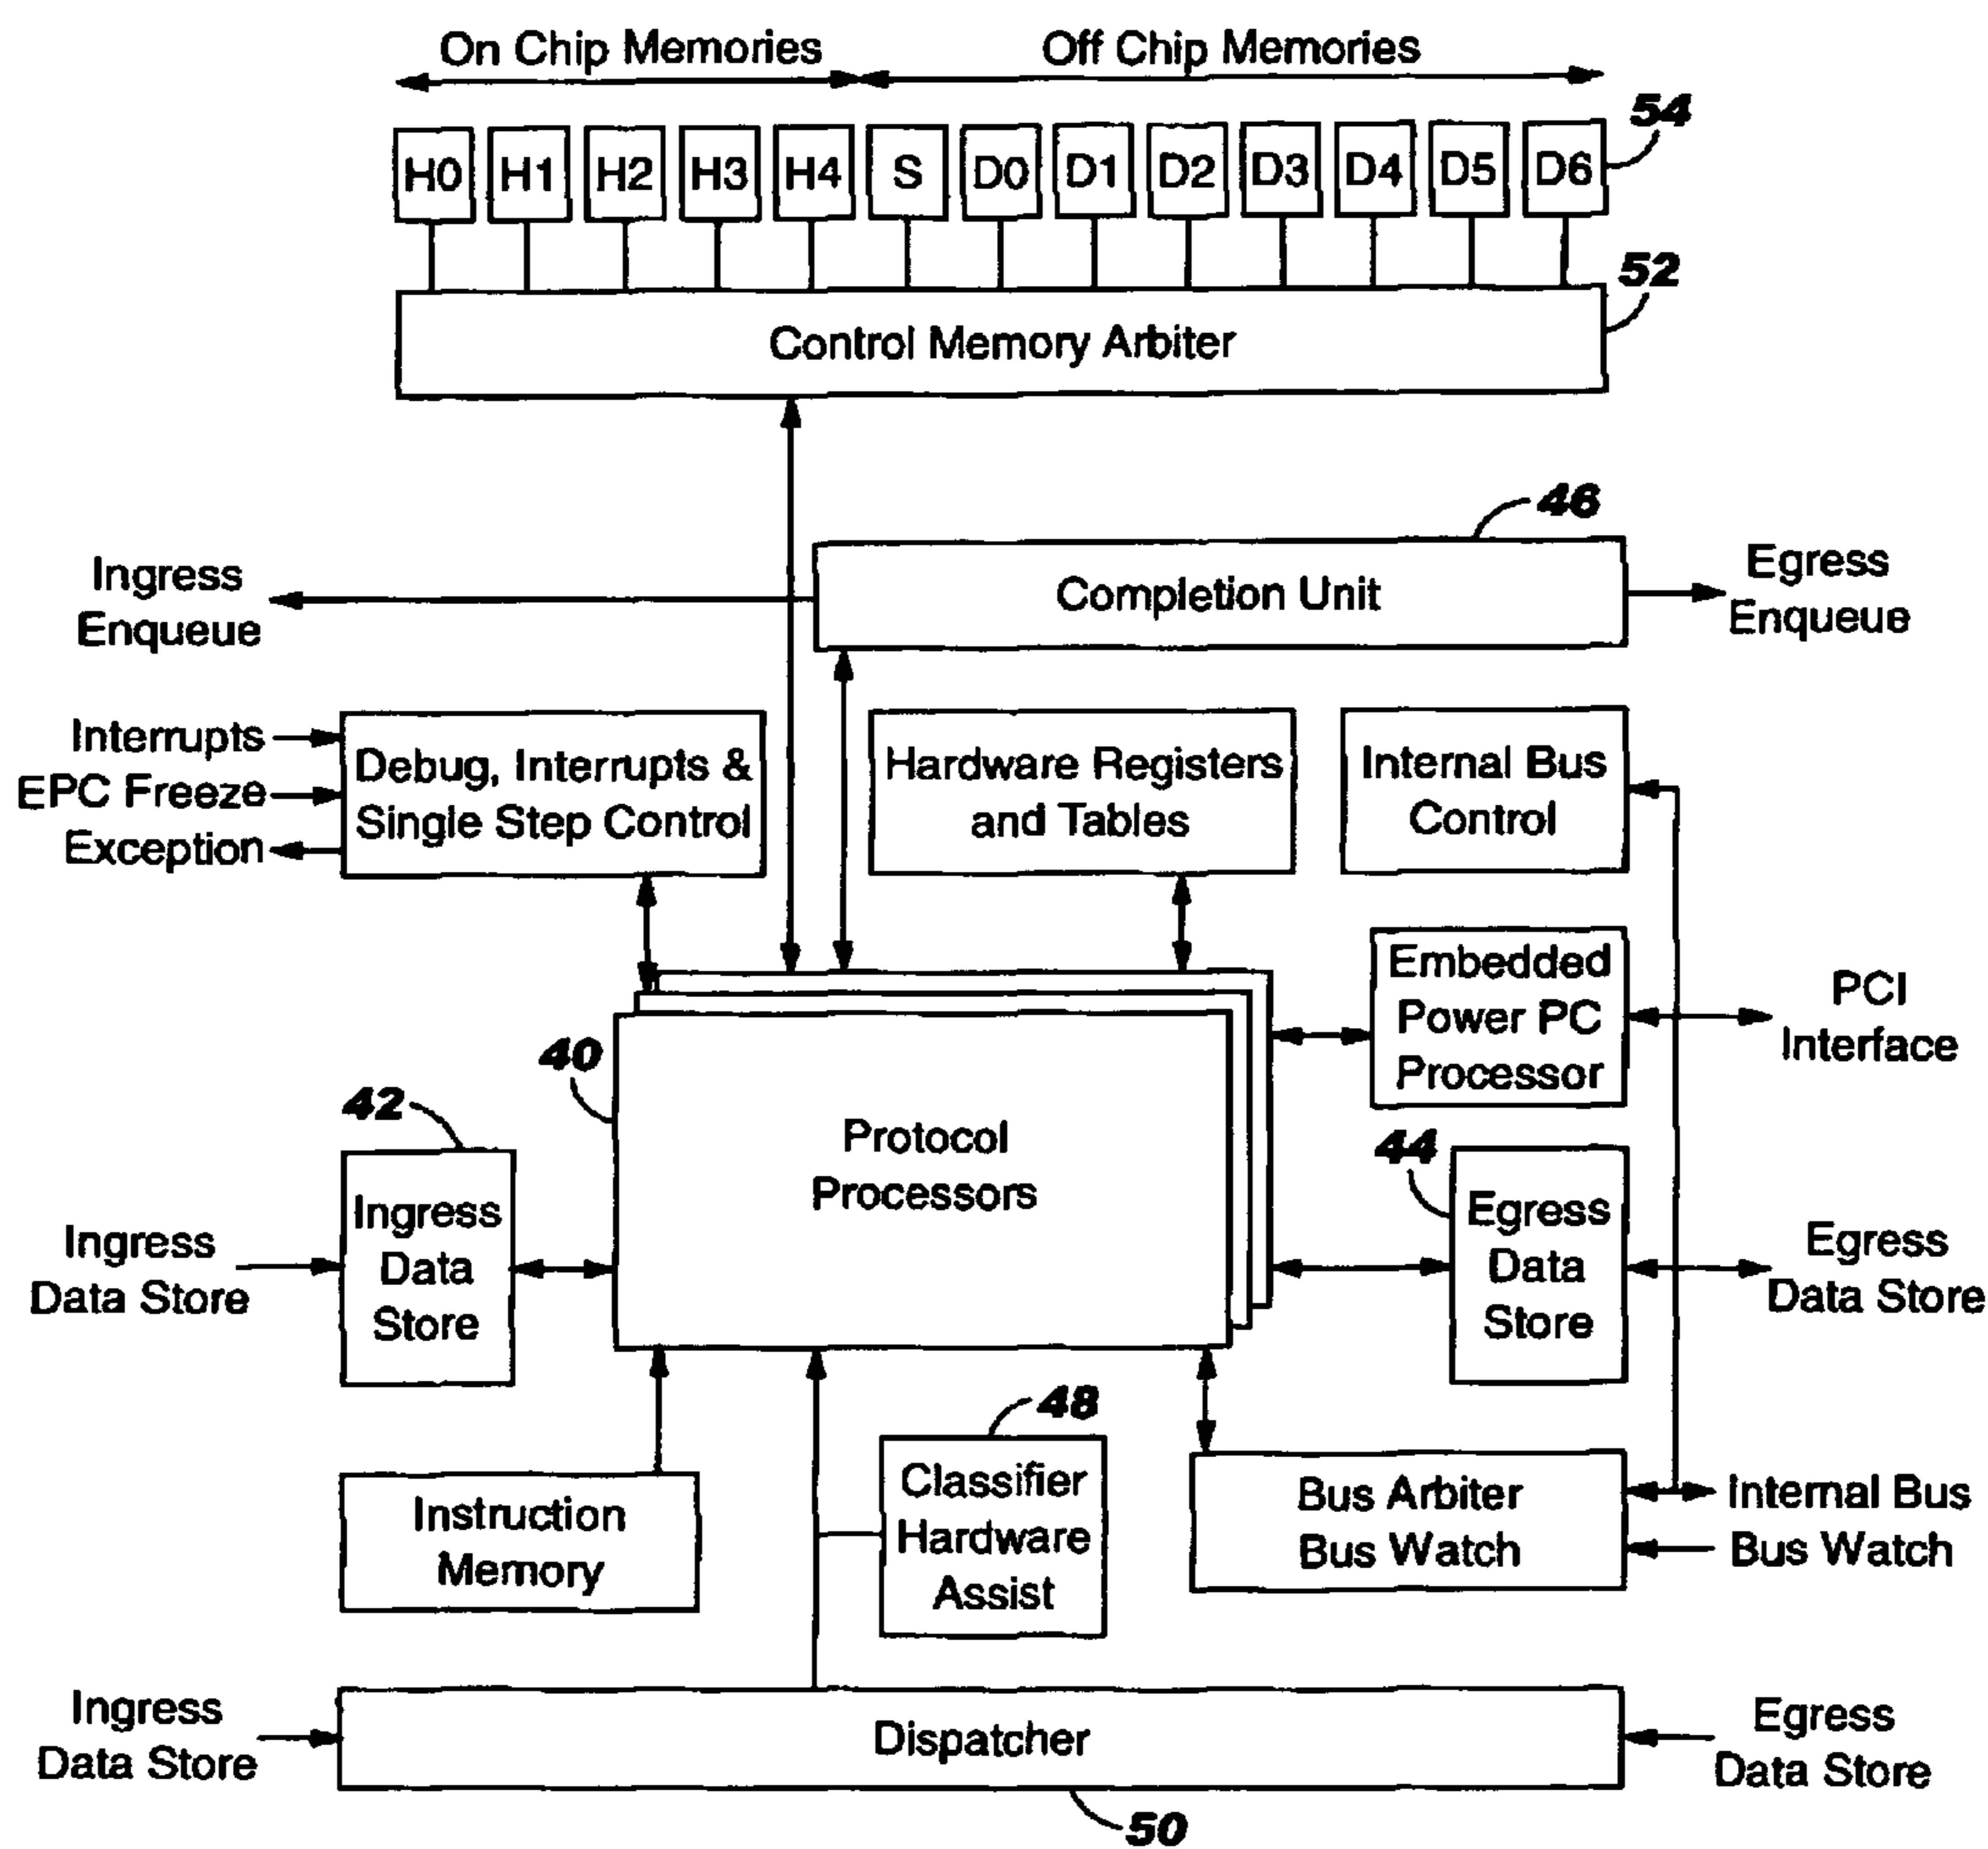 On Chip Memories
Off Chip Memories
54
H0 H1 H2 H3 H4 S D0 D1 D2 D3 D4 D5 D6
52
Control Memory Arbiter
46
Ingress
Enqueue
Completion Unit
Egress
Enqueue
Interrupts
EPC Freeze
Exception
Debug, Interrupts &
Single Step Control
Hardware Registers
and Tables
Internal Bus
Control
Embedded
Power PC
Processor
PCI
Interface
40
42
Protocol
Processors
44
Ingress
Data Store
Ingress
Data
Store
Egress
Data
Store
Egress
Data Store
48
Instruction
Memory
Classifier
Hardware
Assist
Bus Arbiter
Bus Watch
Internal Bus
Bus Watch
Ingress
Data Store
Dispatcher
Egress
Data Store
50